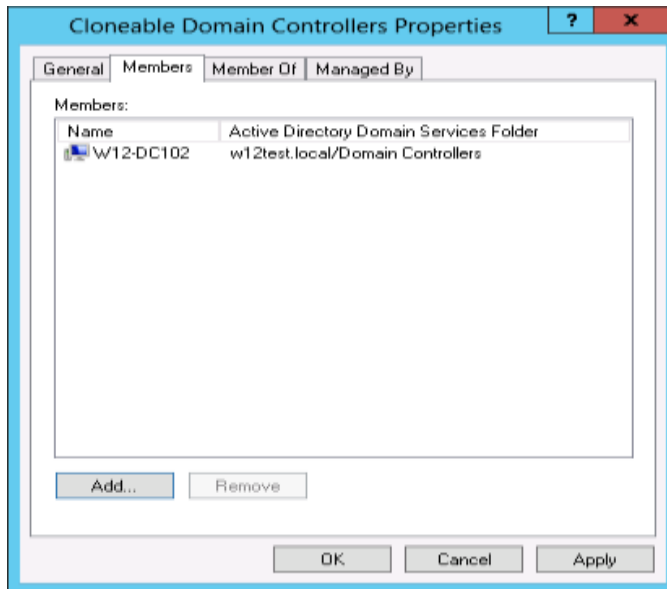 Cloneable Domain Controllers Properties ? x
General Members Member Of Managed By
Members:
Name Active Directory Domain Services Folder
W12-DC102 w12test.local/Domain Controllers
Add... Remove
OK Cancel Apply